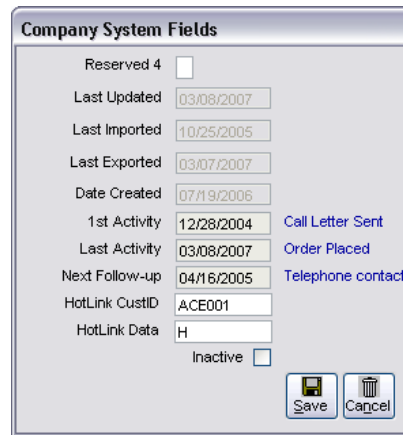 Company System Fields
Reserved 4
Last Updated 03/08/2007
Last Imported 10/25/2005
Last Exported 03/07/2007
Date Created 07/19/2006
1st Activity 12/28/2004 Call Letter Sent
Last Activity 03/08/2007 Order Placed
Next Follow-up 04/16/2005 Telephone contact
HotLink CustID ACE001
HotLink Data H
Inactive
Save Cancel